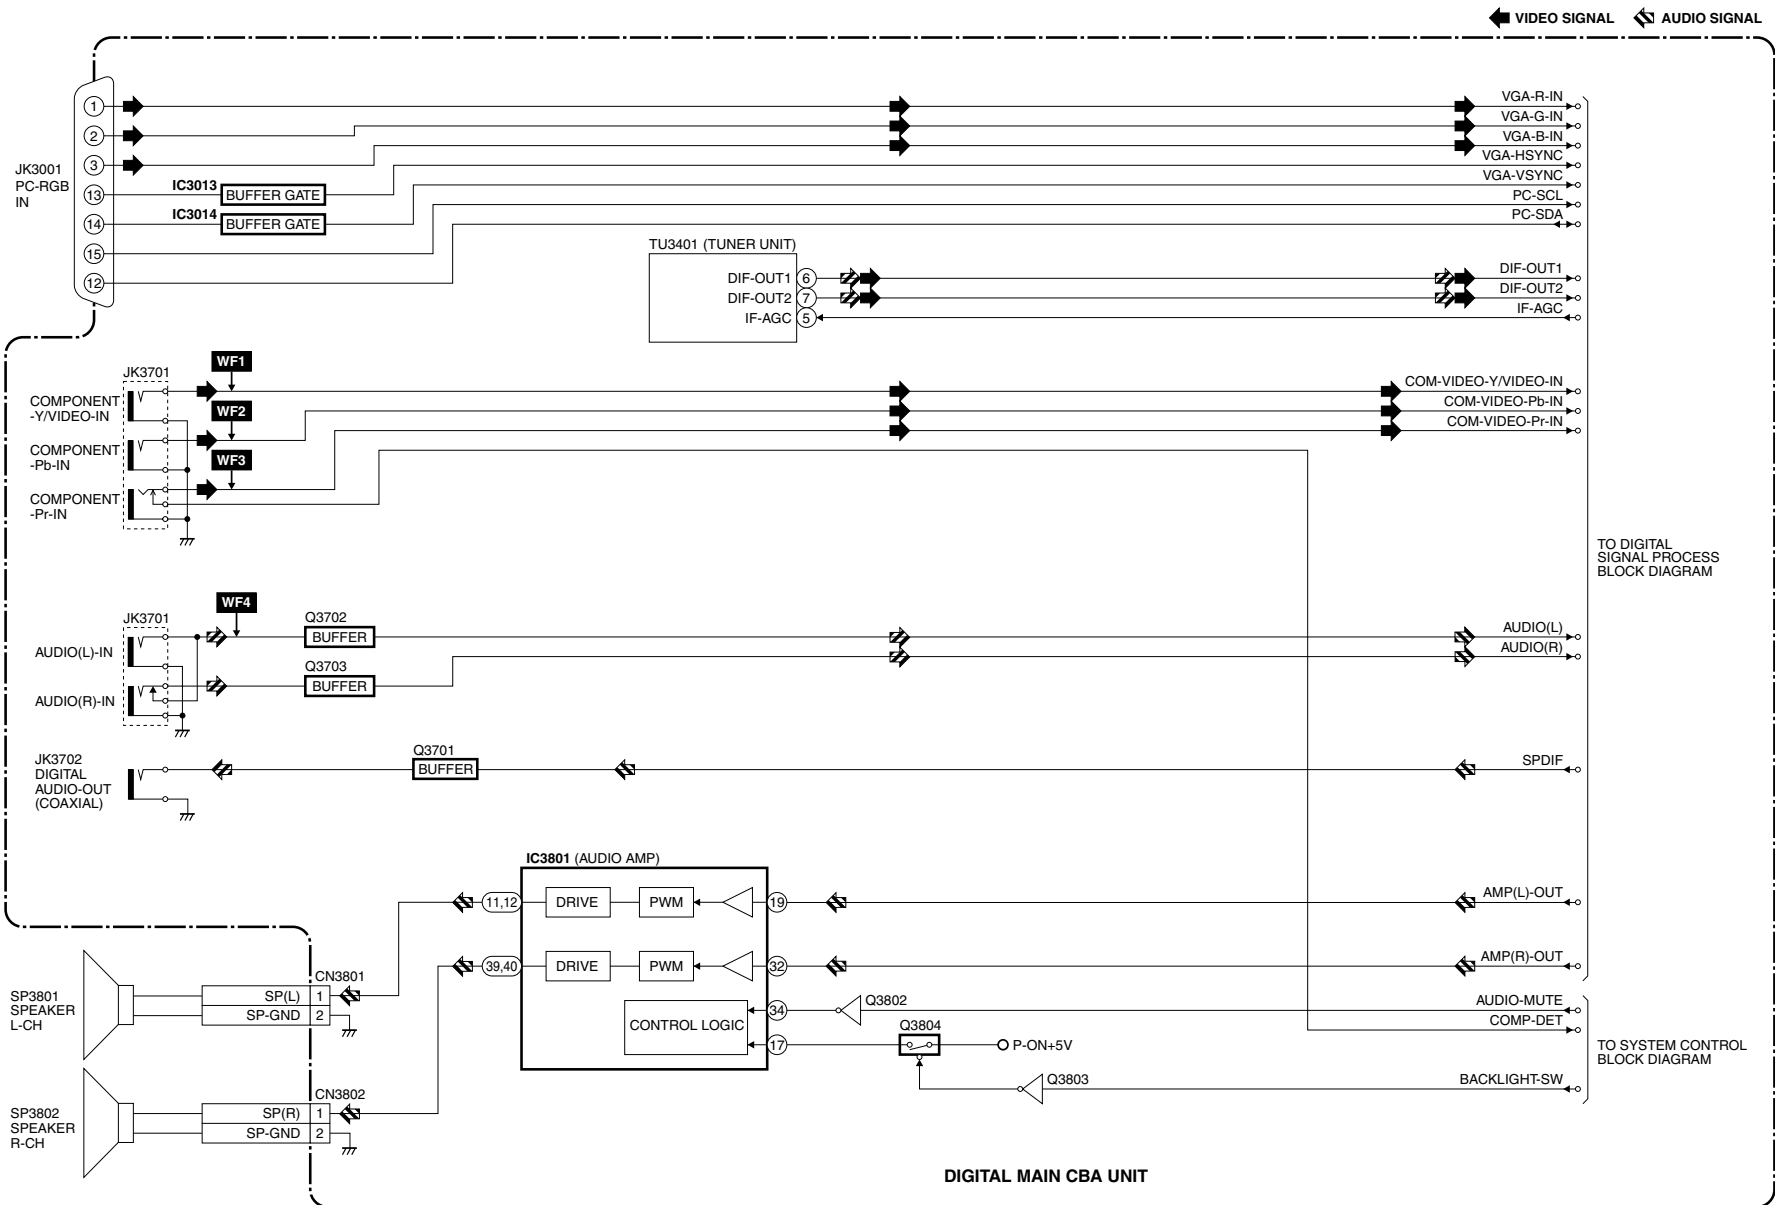 VIDEO SIGNAL AUDIO SIGNAL
JK3001
PC-RGB
IN
1
2
3
13
14
15
12
IC3013
BUFFER GATE
IC3014
BUFFER GATE
VGA-R-IN
VGA-G-IN
VGA-B-IN
VGA-HSYNC
VGA-VSYNC
PC-SCL
PC-SDA
TU3401 (TUNER UNIT)
DIF-OUT1 6
DIF-OUT2 7
IF-AGC 5
DIF-OUT1
DIF-OUT2
IF-AGC
JK3701
COMPONENT
-Y/VIDEO-IN
COMPONENT
-Pb-IN
COMPONENT
-Pr-IN
WF1
WF2
WF3
COM-VIDEO-Y/VIDEO-IN
COM-VIDEO-Pb-IN
COM-VIDEO-Pr-IN
TO DIGITAL
SIGNAL PROCESS
BLOCK DIAGRAM
JK3701
AUDIO(L)-IN
AUDIO(R)-IN
WF4
Q3702
BUFFER
Q3703
BUFFER
AUDIO(L)
AUDIO(R)
JK3702
DIGITAL
AUDIO-OUT
(COAXIAL)
Q3701
BUFFER
SPDIF
IC3801 (AUDIO AMP)
11,12 DRIVE PWM 19
AMP(L)-OUT
39,40 DRIVE PWM 32
AMP(R)-OUT
CONTROL LOGIC
34
17
Q3802
Q3804
P-ON+5V
Q3803
AUDIO-MUTE
COMP-DET
BACKLIGHT-SW
TO SYSTEM CONTROL
BLOCK DIAGRAM
SP3801
SPEAKER
L-CH
CN3801
SP(L) 1
SP-GND 2
SP3802
SPEAKER
R-CH
CN3802
SP(R) 1
SP-GND 2
DIGITAL MAIN CBA UNIT